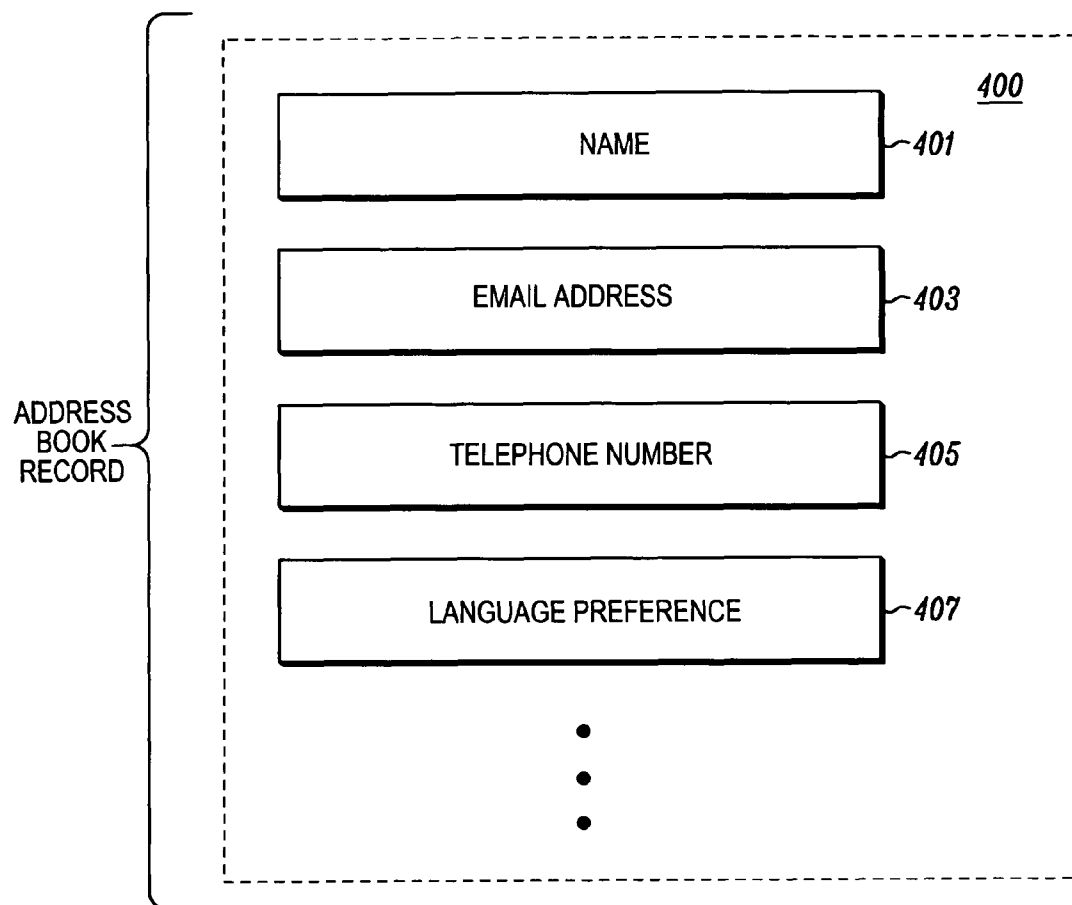 400
NAME
401
EMAIL ADDRESS
403
ADDRESS
BOOK
RECORD
TELEPHONE NUMBER
405
LANGUAGE PREFERENCE
407